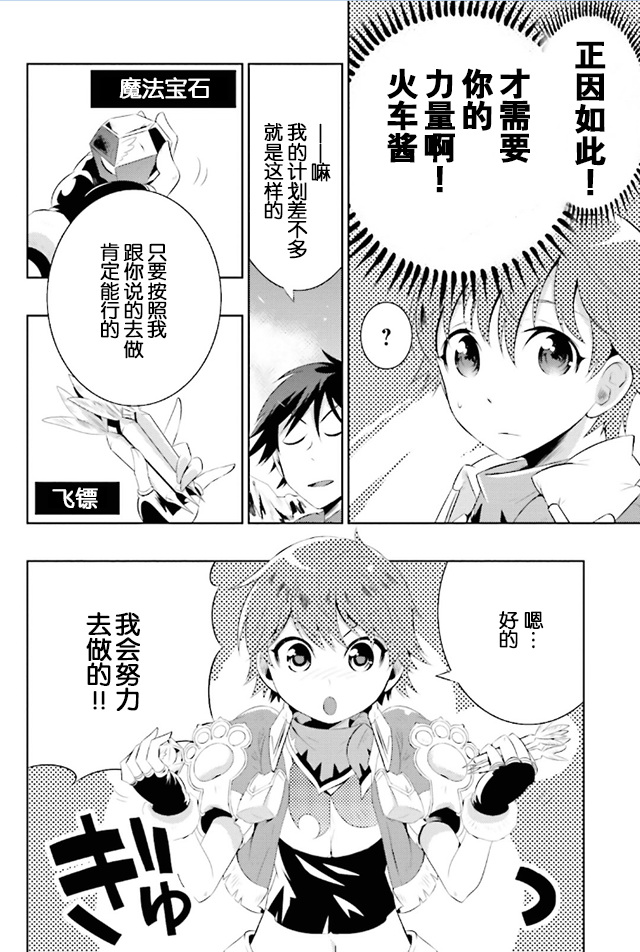 正因如此！
才需要
你的
力量啊！
火车酱
？
——嘛
我的计划差不多
就是这样的
魔法宝石
只要按照我
跟你说的去做
肯定能行的
飞镖
嗯…
好的
我会努力
去做的!!
ぎゅっ